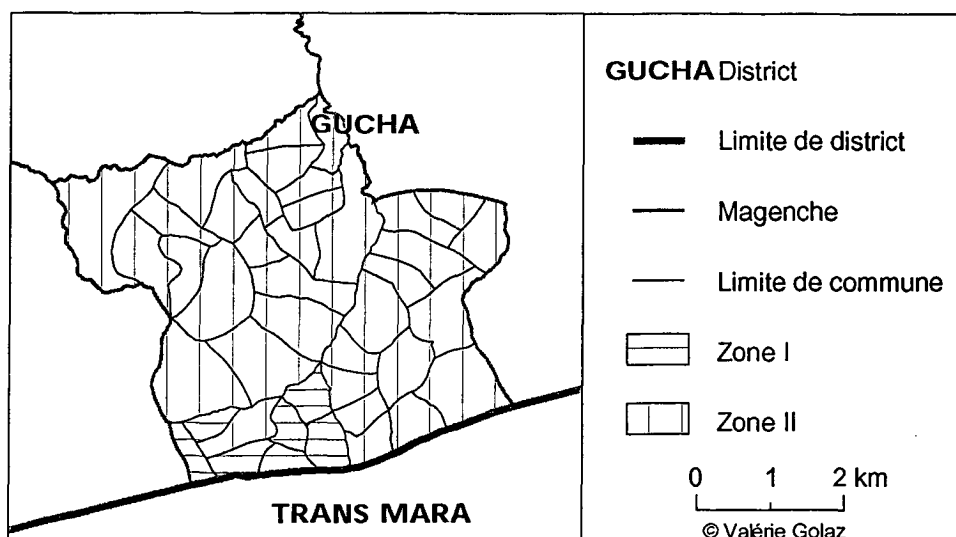 GUCHA
TRANS MARA
GUCHA District
Limite de district
Magenche
Limite de commune
Zone I
Zone II
0 1 2 km
© Valérie Golaz